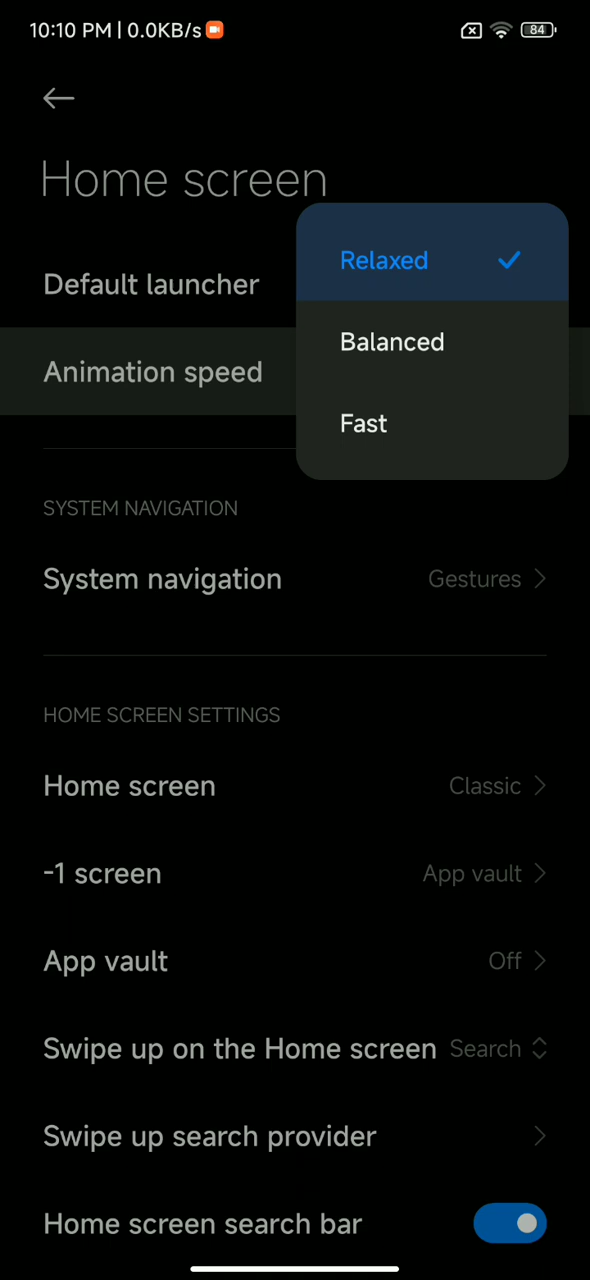 10:10 PM | 0.0KB/s 84
Home screen
Default launcher
Relaxed
Balanced
Fast
Animation speed
SYSTEM NAVIGATION
System navigation Gestures
HOME SCREEN SETTINGS
Home screen Classic
-1 screen App vault
App vault Off
Swipe up on the Home screen Search
Swipe up search provider
Home screen search bar